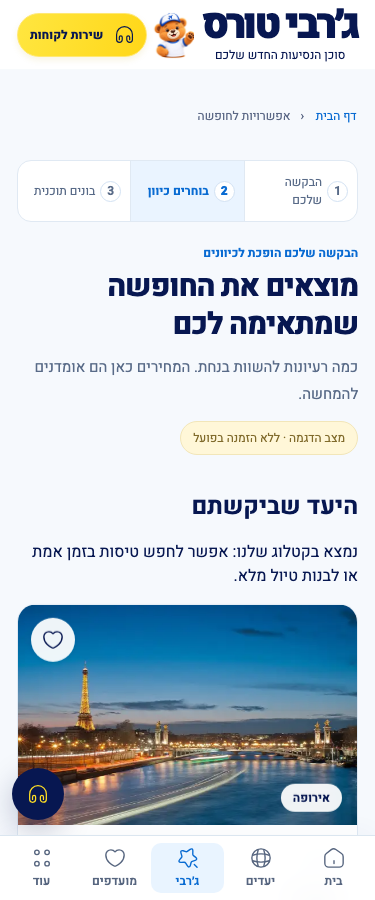 ג'רבי טורס
סוכן הנסיעות החדש שלכם
שירות לקוחות
דף הבית › אפשרויות לחופשה
1 הבקשה שלכם
2 בוחרים כיוון
3 בונים תוכנית
הבקשה שלכם הופכת לכיוונים
מוצאים את החופשה
שמתאימה לכם
כמה רעיונות להשוות בנחת. המחירים כאן הם אומדנים
להמחשה.
מצב הדגמה · ללא הזמנה בפועל
היעד שביקשתם
נמצא בקטלוג שלנו: אפשר לחפש טיסות בזמן אמת
או לבנות טיול מלא.
אירופה
בית
יעדים
ג'רבי
מועדפים
עוד